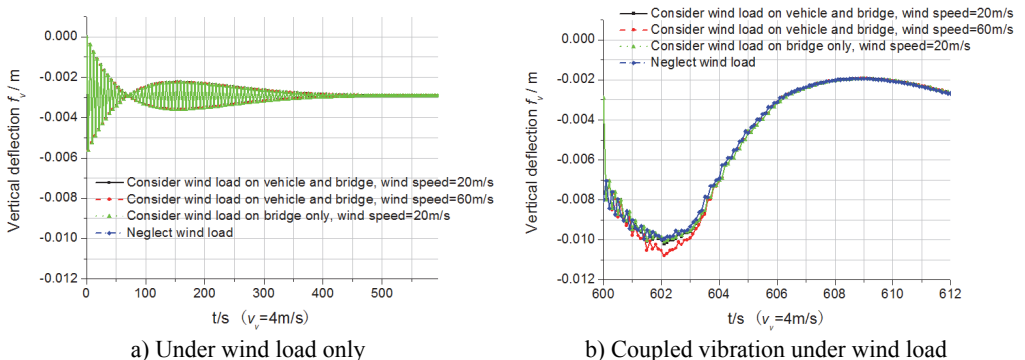 0.000
-0.002
-0.004
-0.006
-0.008
-0.010
-0.012
Vertical deflection fᵥ / m
Consider wind load on vehicle and bridge, wind speed=20m/s
Consider wind load on vehicle and bridge, wind speed=60m/s
Consider wind load on bridge only, wind speed=20m/s
Neglect wind load
0 100 200 300 400 500
t/s （vᵥ=4m/s）
a) Under wind load only
Consider wind load on vehicle and bridge, wind speed=20m/s
Consider wind load on vehicle and bridge, wind speed=60m/s
Consider wind load on bridge only, wind speed=20m/s
Neglect wind load
0.000
-0.002
-0.004
-0.006
-0.008
-0.010
-0.012
Vertical deflection fᵥ / m
600 602 604 606 608 610 612
t/s （vᵥ=4m/s）
b) Coupled vibration under wind load